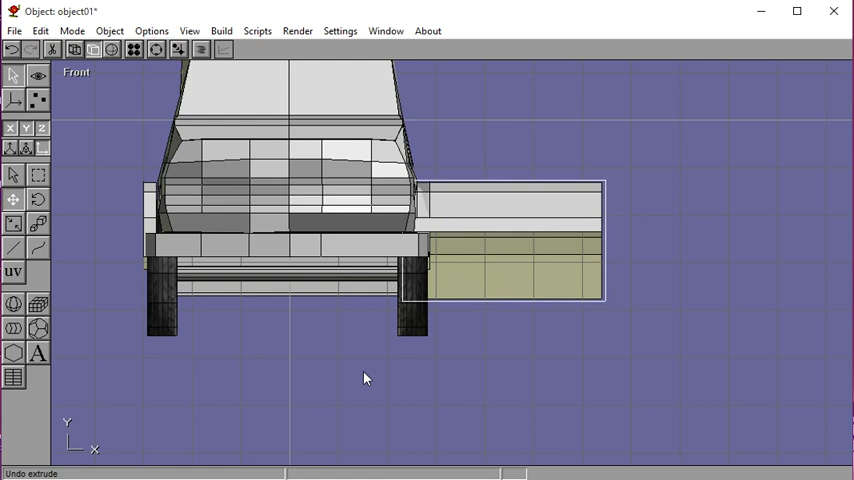 Object: object01*
File Edit Mode Object Options View Build Scripts Render Settings Window About
Front
X Y Z
uv
A
Y
X
Undo extrude